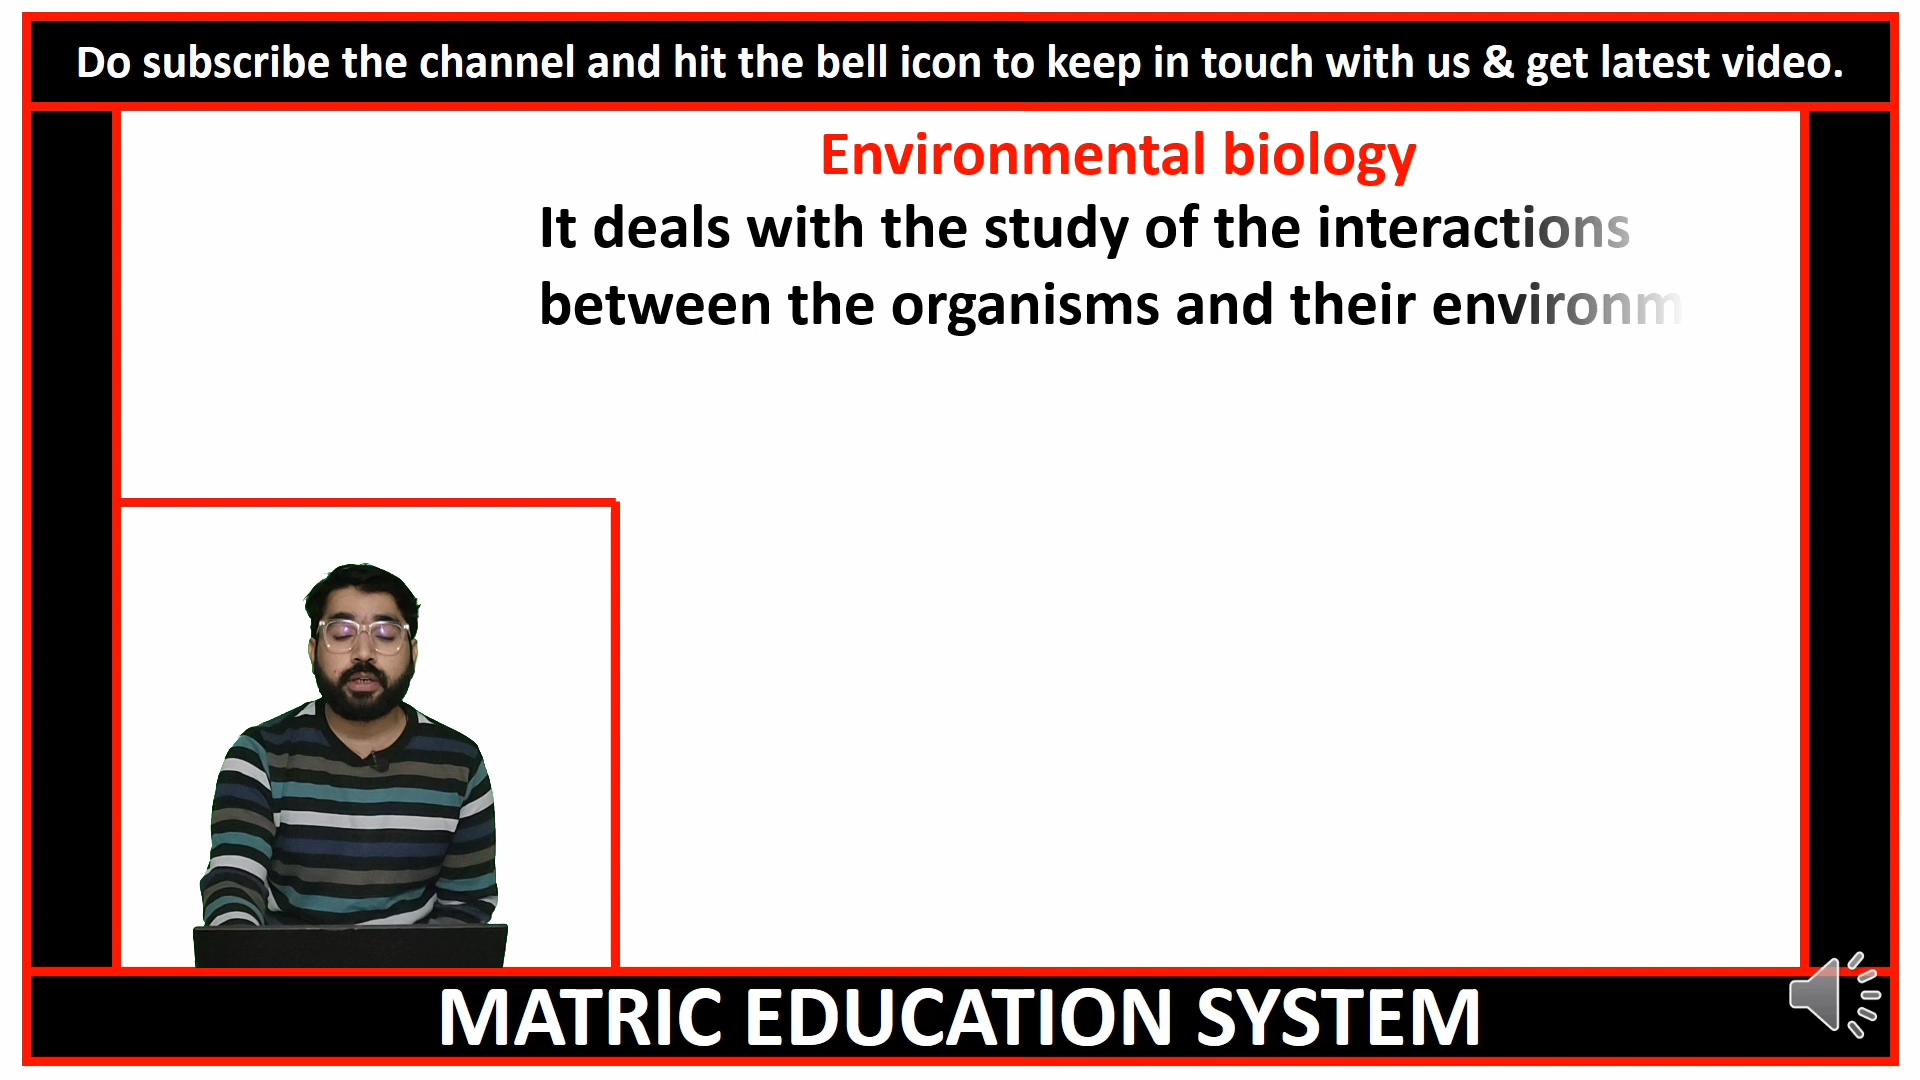 Do subscribe the channel and hit the bell icon to keep in touch with us & get latest video.
Environmental biology
It deals with the study of the interactions
between the organisms and their environm
MATRIC EDUCATION SYSTEM